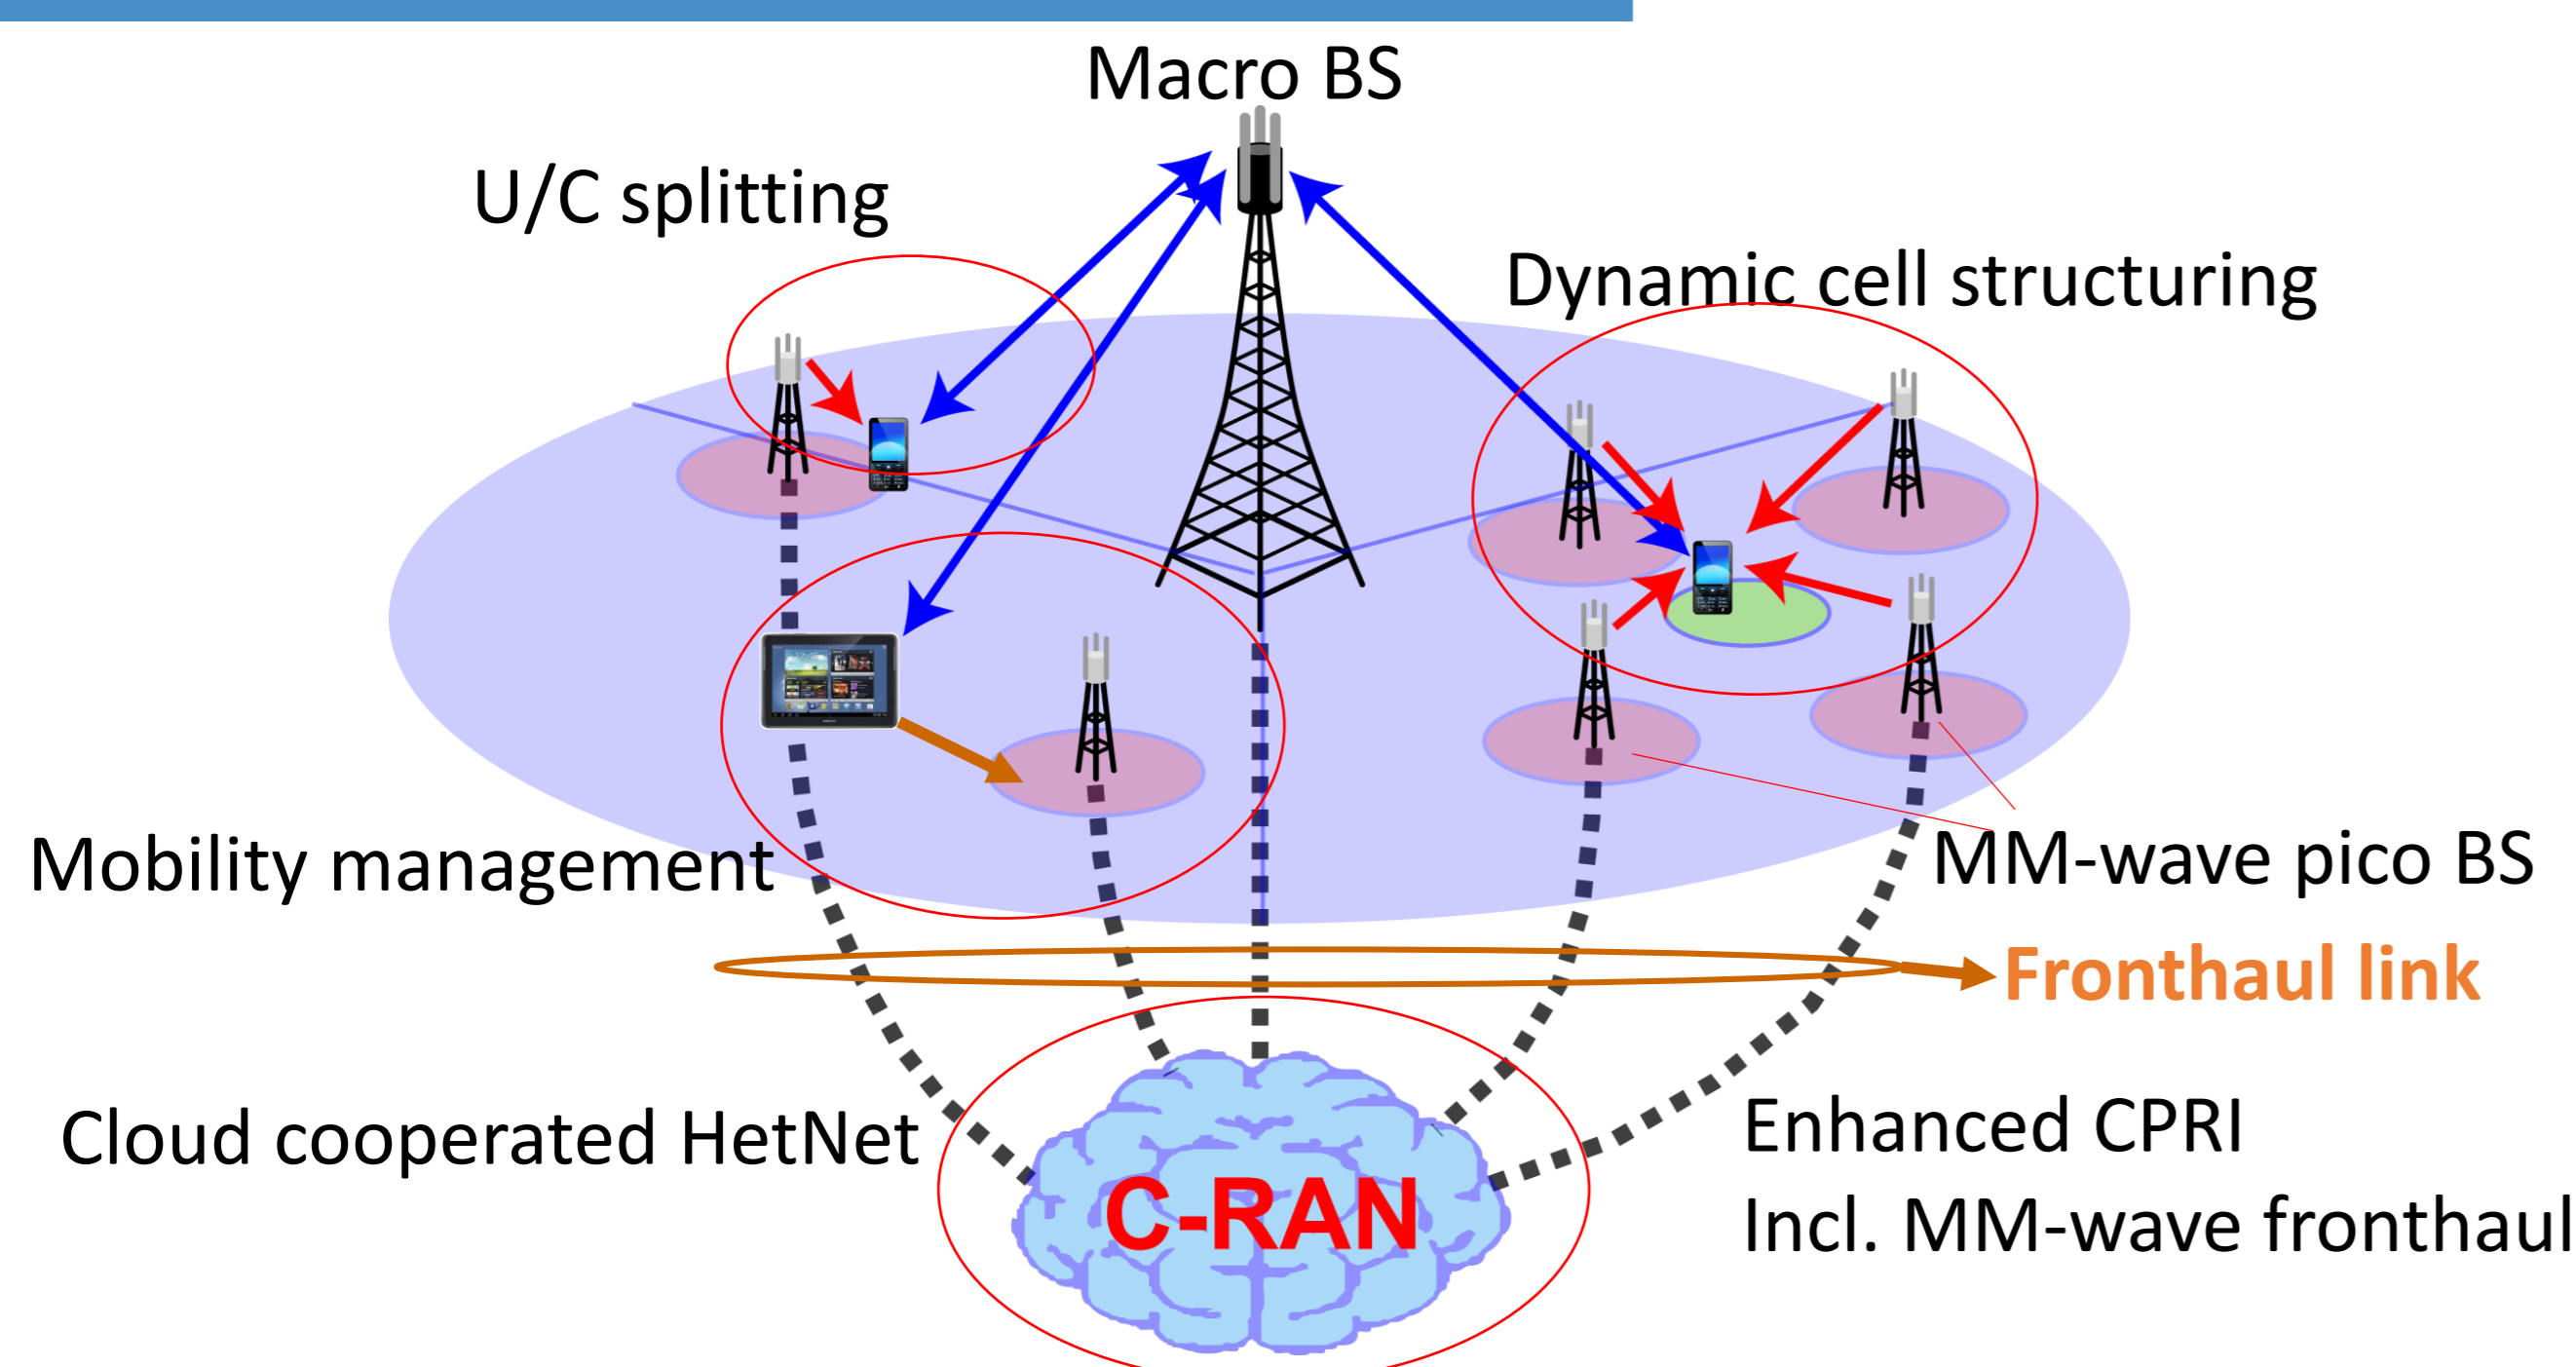 Macro BS
U/C splitting
Dynamic cell structuring
Mobility management
MM-wave pico BS
Fronthaul link
Cloud cooperated HetNet
Enhanced CPRI
C-RAN
Incl. MM-wave fronthaul